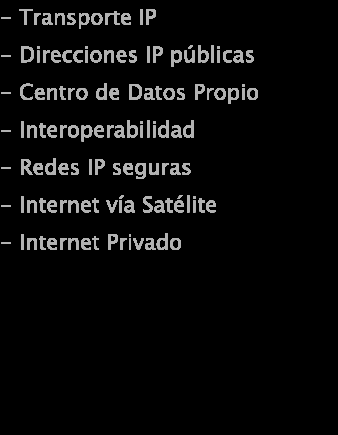 - Transporte IP
- Direcciones IP públicas
- Centro de Datos Propio
- Interoperabilidad
- Redes IP seguras
- Internet vía Satélite
- Internet Privado